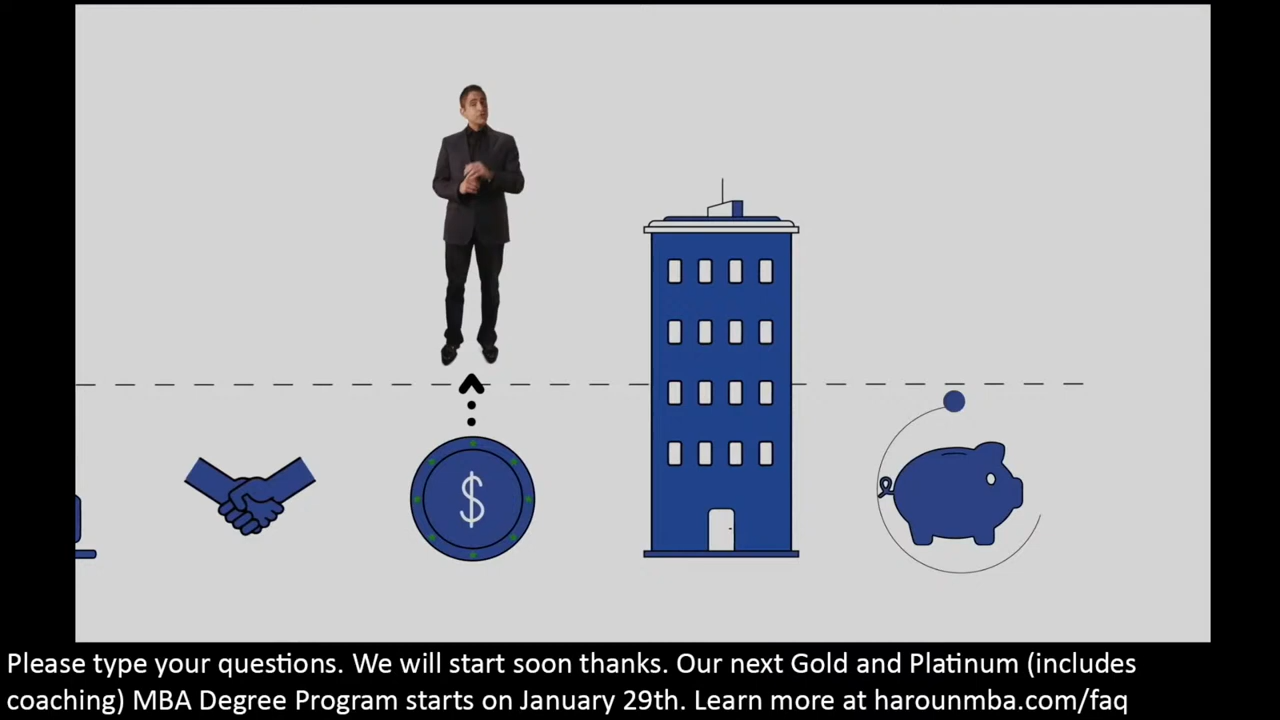 $
Please type your questions. We will start soon thanks. Our next Gold and Platinum (includes
coaching) MBA Degree Program starts on January 29th. Learn more at harounmba.com/faq